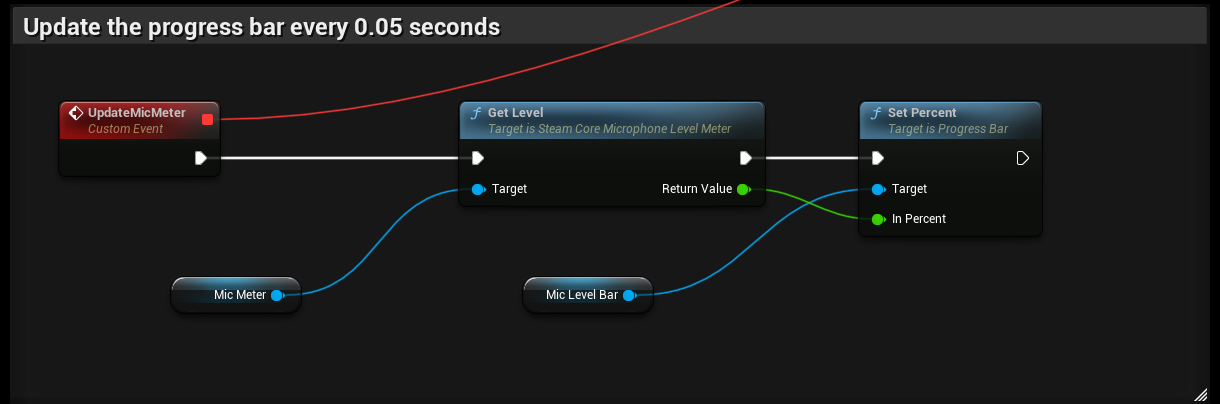 Update the progress bar every 0.05 seconds
UpdateMicMeter
Custom Event
Get Level
Target is Steam Core Microphone Level Meter
Target
Return Value
Set Percent
Target is Progress Bar
Target
In Percent
Mic Meter
Mic Level Bar